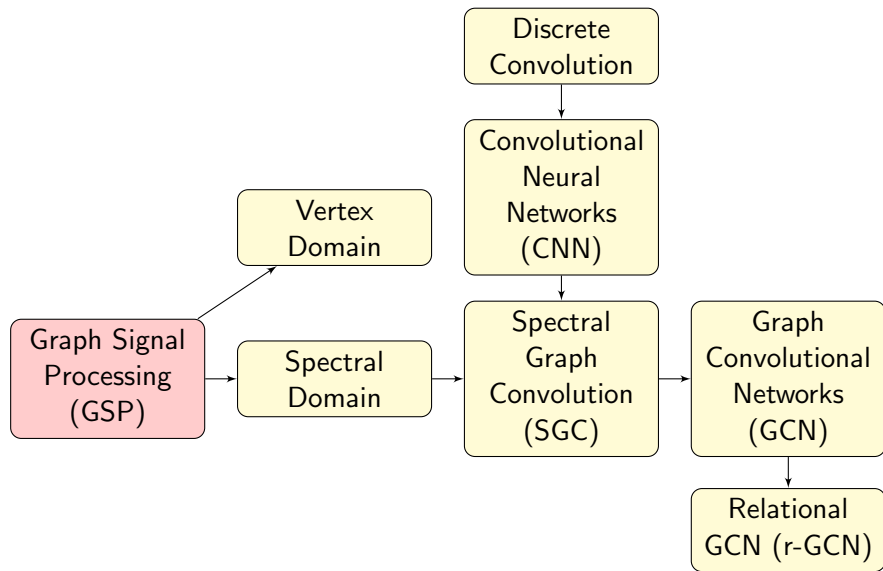 Discrete
Convolution
Convolutional
Neural
Networks
(CNN)
Vertex
Domain
Graph Signal
Processing
(GSP)
Spectral
Domain
Spectral
Graph
Convolution
(SGC)
Graph
Convolutional
Networks
(GCN)
Relational
GCN (r-GCN)